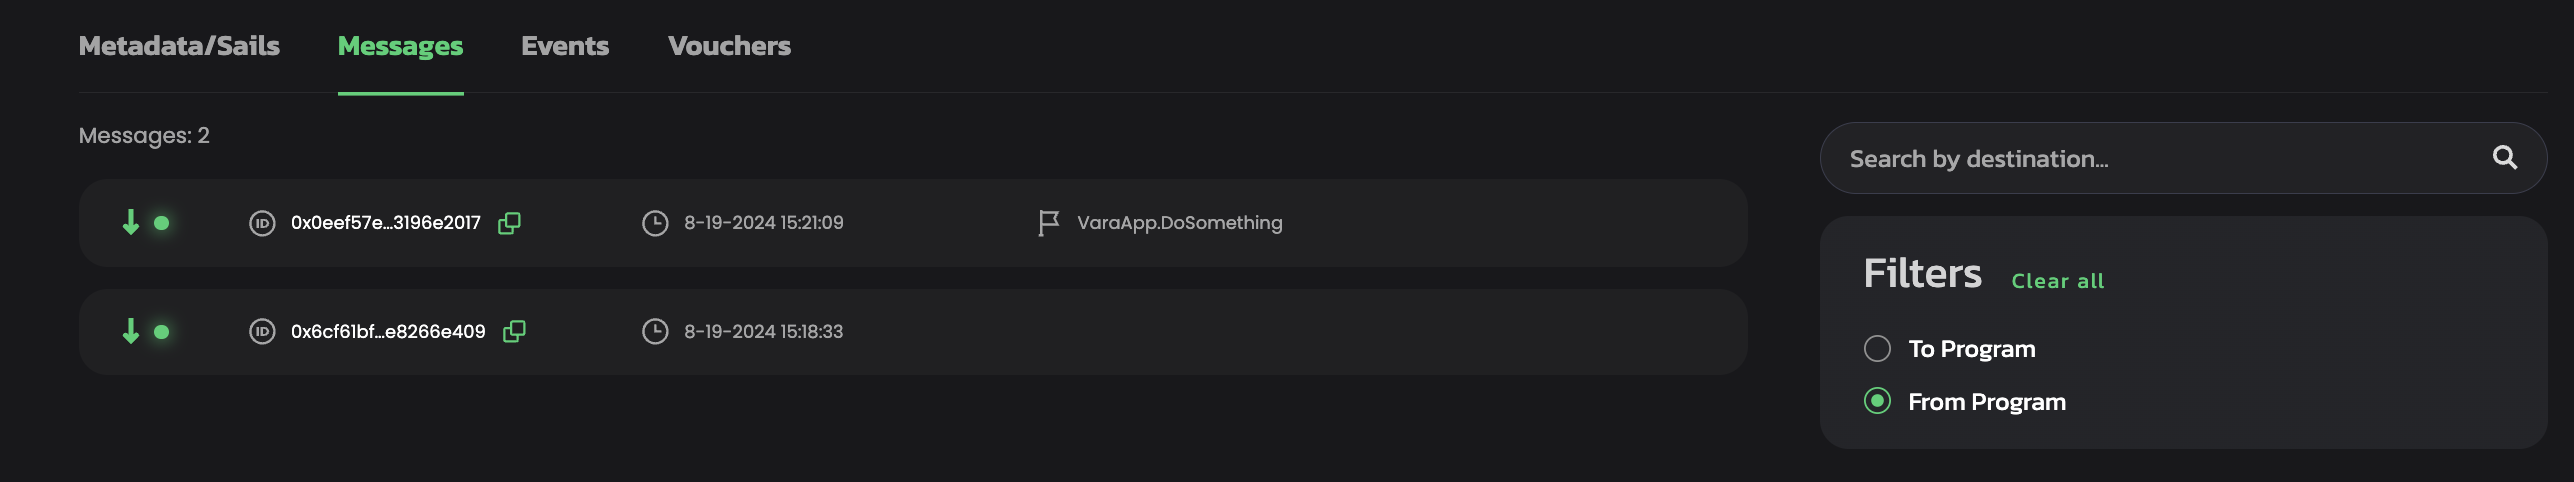 Metadata/Sails Messages Events Vouchers
Messages: 2
Search by destination...
ID 0x0eef57e...3196e2017 8-19-2024 15:21:09 VaraApp.DoSomething
ID 0x6cf61bf...e8266e409 8-19-2024 15:18:33
Filters Clear all
To Program
From Program